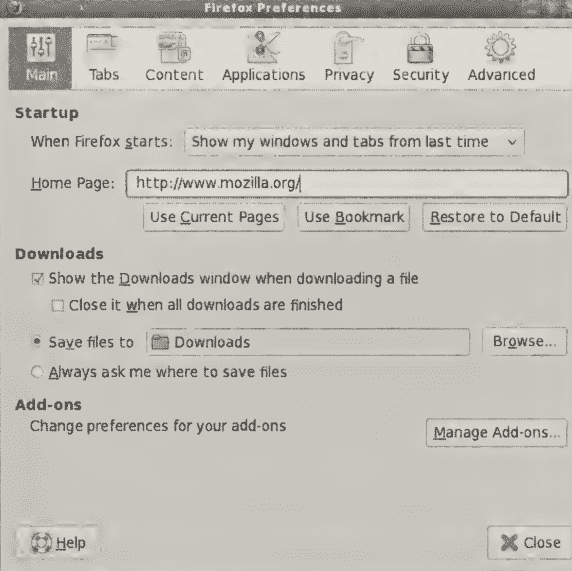 Firefox Preferences
Main Tabs Content Applications Privacy Security Advanced
Startup
When Firefox starts: Show my windows and tabs from last time
Home Page: http://www.mozilla.org/
Use Current Pages Use Bookmark Restore to Default
Downloads
Show the Downloads window when downloading a file
Close it when all downloads are finished
Save files to Downloads Browse...
Always ask me where to save files
Add-ons
Change preferences for your add-ons
Manage Add-ons...
Help Close